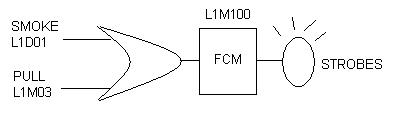 SMOKE
L1D01
PULL
L1M03
L1M100
FCM
STROBES